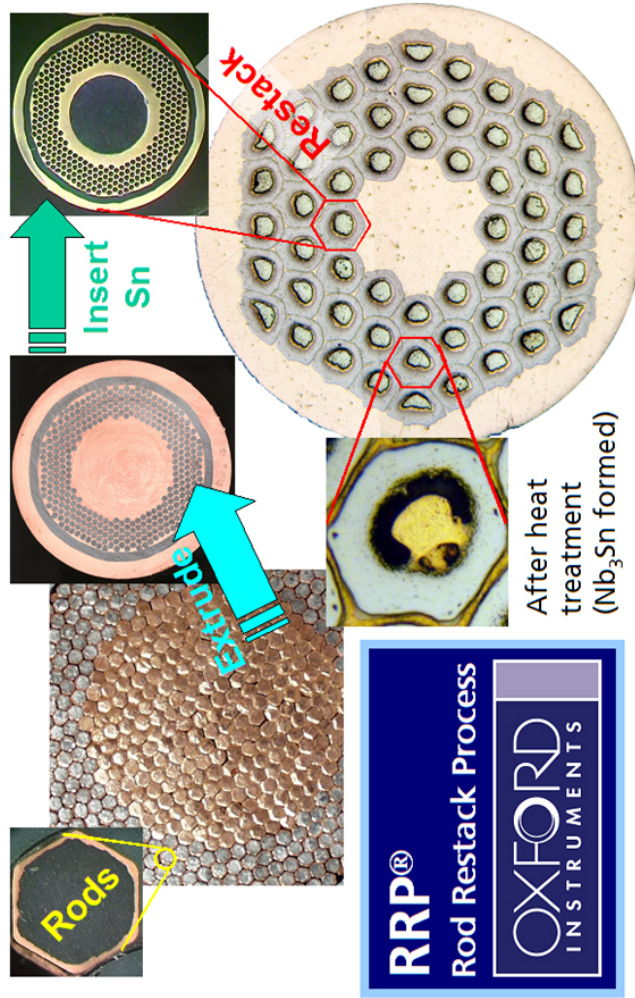 Rods
Extrude
Insert
Sn
Restack
RRP®
Rod Restack Process
OXFORD
INSTRUMENTS
After heat
treatment
(Nb₃Sn formed)